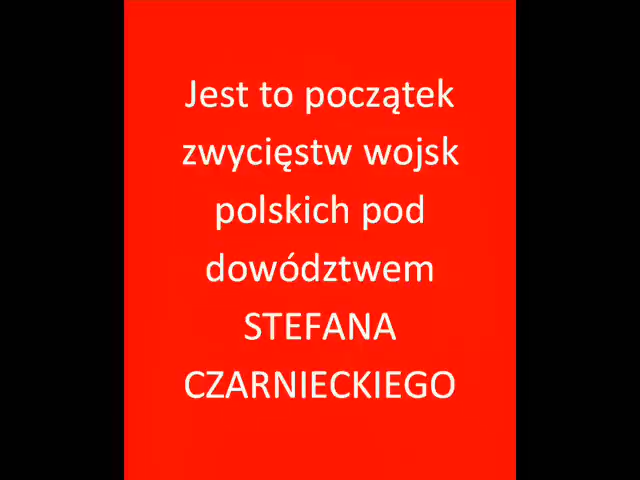 Jest to początek
zwycięstw wojsk
polskich pod
dowództwem
STEFANA
CZARNIECKIEGO